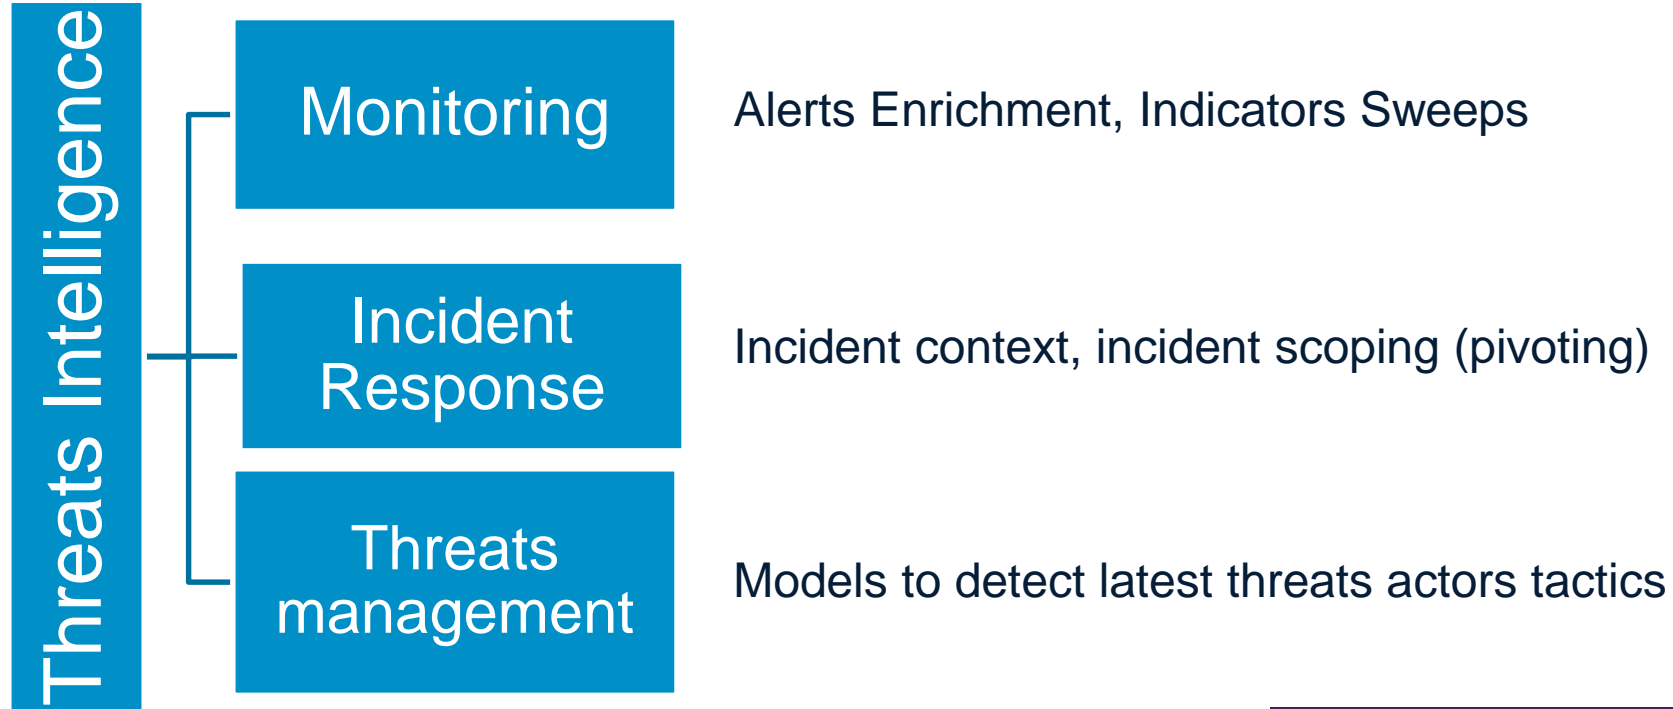 Threats Intelligence
Monitoring
Alerts Enrichment, Indicators Sweeps
Incident
Response
Incident context, incident scoping (pivoting)
Threats
management
Models to detect latest threats actors tactics